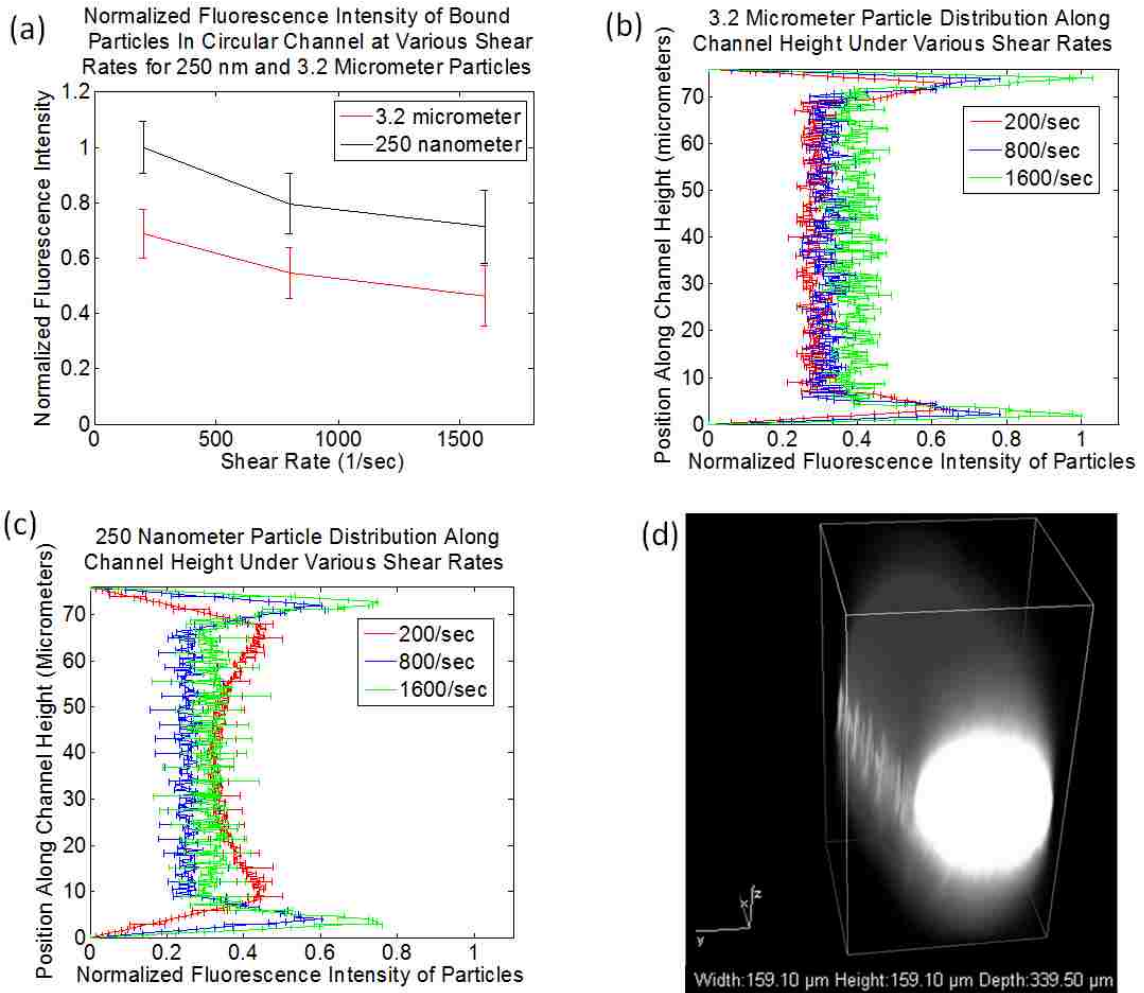 (a)
Normalized Fluorescence Intensity of Bound
Particles In Circular Channel at Various Shear
Rates for 250 nm and 3.2 Micrometer Particles
Normalized Fluorescence Intensity
1.2
1
0.8
0.6
0.4
0.2
0
3.2 micrometer
250 nanometer
0
500
1000
1500
Shear Rate (1/sec)
(b)
3.2 Micrometer Particle Distribution Along
Channel Height Under Various Shear Rates
Position Along Channel Height (micrometers)
70
60
50
40
30
20
10
0
200/sec
800/sec
1600/sec
0
0.2
0.4
0.6
0.8
1
Normalized Fluorescence Intensity of Particles
(c)
250 Nanometer Particle Distribution Along
Channel Height Under Various Shear Rates
Position Along Channel Height (Micrometers)
70
60
50
40
30
20
10
0
200/sec
800/sec
1600/sec
0
0.2
0.4
0.6
0.8
1
Normalized Fluorescence Intensity of Particles
(d)
x
z
y
Width:159.10 µm Height:159.10 µm Depth:339.50 µm